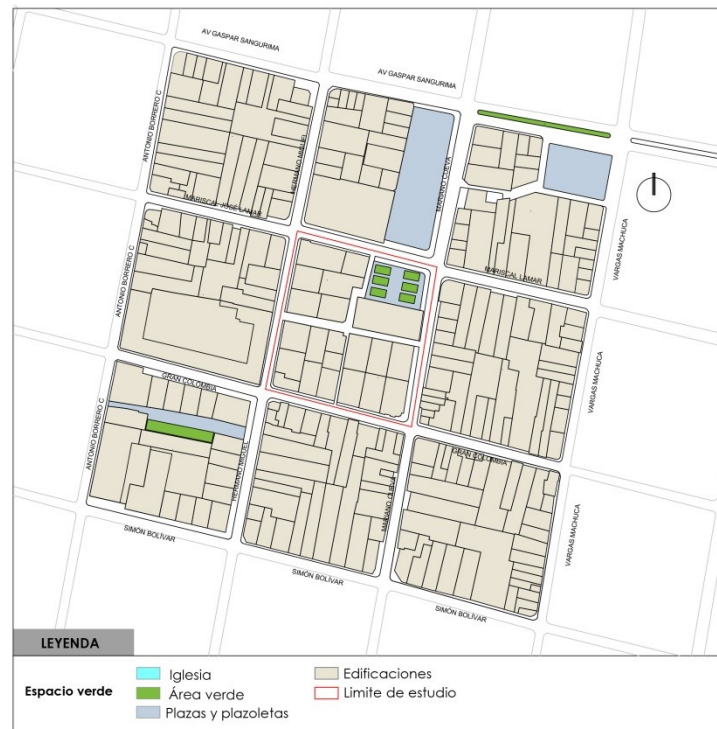 AV GASPAR SANGURIMA
AV GASPAR SANGURIMA
ANTONIO BORRERO C
HERMANO MIGUEL
MARIANO CUEVA
MARISCAL JOSÉ LAMAR
VARGAS MACHUCA
MARISCAL LAMAR
ANTONIO BORRERO C
VARGAS MACHUCA
GRAN COLOMBIA
ANTONIO BORRERO C
HERMANO MIGUEL
GRAN COLOMBIA
MARIANO CUEVA
VARGAS MACHUCA
SIMÓN BOLÍVAR
SIMÓN BOLÍVAR
SIMÓN BOLÍVAR
LEYENDA
Espacio verde
Iglesia
Área verde
Plazas y plazoletas
Edificaciones
Limite de estudio